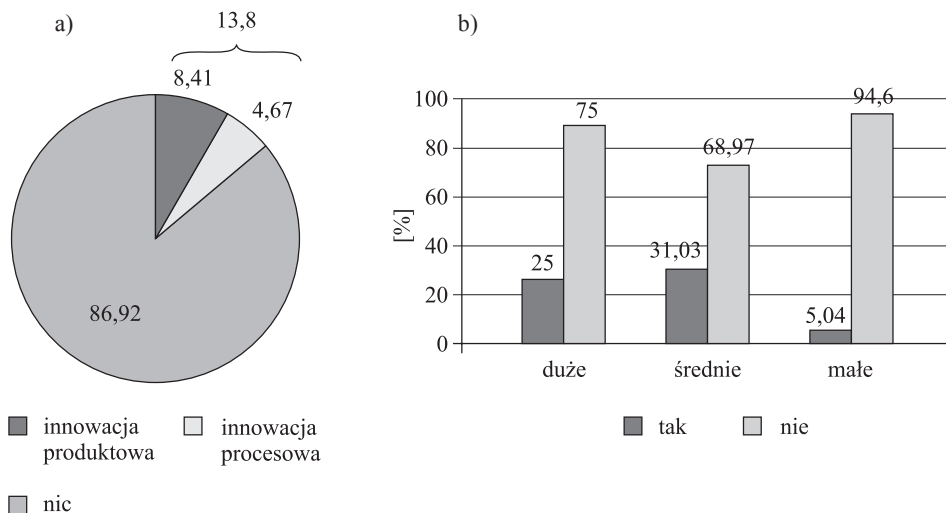 a)
13,8
8,41
4,67
86,92
innowacja
produktowa
innowacja
procesowa
nic
b)
[%]
100
80
60
40
20
0
75
94,6
68,97
25
31,03
5,04
duże
średnie
małe
tak
nie